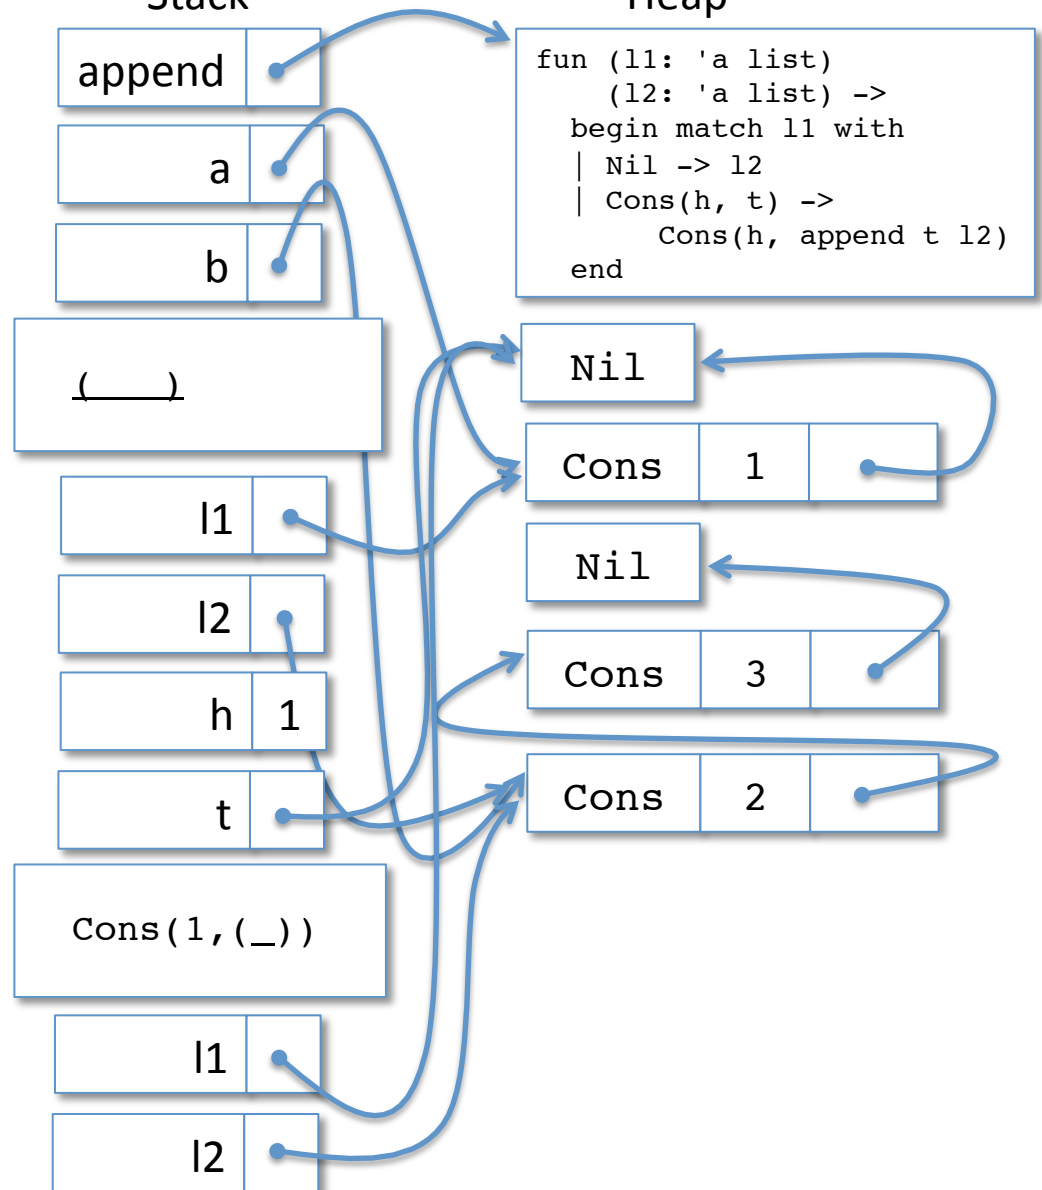 Stack
Heap
append
fun (l1: 'a list)
(l2: 'a list) ->
begin match l1 with
| Nil -> l2
| Cons(h, t) ->
Cons(h, append t l2)
end
a
b
(___)
Nil
Cons 1
l1
Nil
l2
Cons 3
h 1
Cons 2
t
Cons(1,(_))
l1
l2